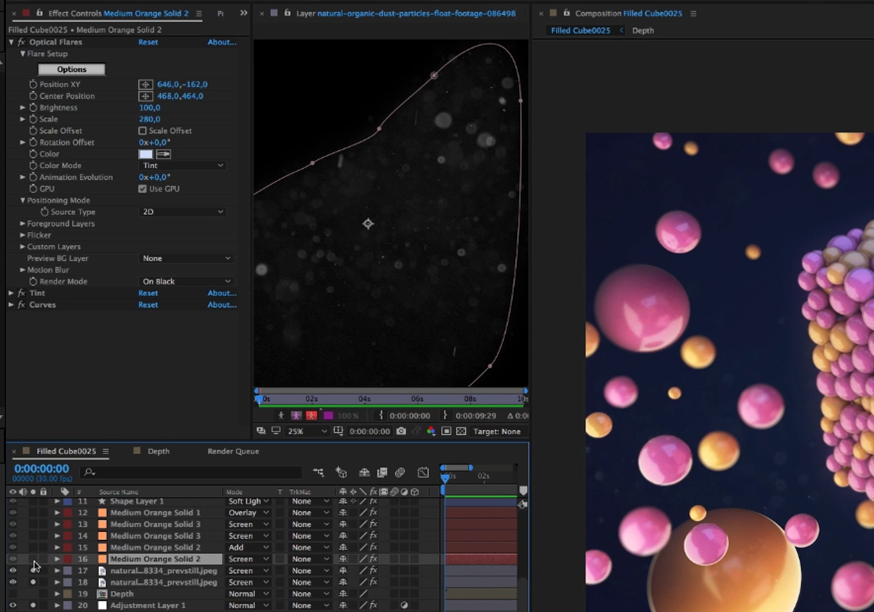 Effect Controls Medium Orange Solid 2
Filled Cube0025 • Medium Orange Solid 2
fx Optical Flares Reset About...
Flare Setup
Options
Position XY 646,0,-162,0
Center Position 468,0,464,0
Brightness 100,0
Scale 280,0
Scale Offset Scale Offset
Rotation Offset 0x+0,0°
Color
Color Mode Tint
Animation Evolution 0x+0,0°
GPU Use GPU
Positioning Mode
Source Type 2D
Foreground Layers
Flicker
Custom Layers
Preview BG Layer None
Motion Blur
Render Mode On Black
fx Tint Reset About...
fx Curves Reset About...
Layer natural-organic-dust-particles-float-footage-086498
02s 04s 06s 08s 10s
100 % 0:00:00:00 0:00:09:29
25% 0:00:00:00 Target: None
Composition Filled Cube0025
Filled Cube0025 Depth
Filled Cube0025 Depth Render Queue
0:00:00:00
00000 (30.00 fps)
02s
# Source Name Mode T TrkMat
11 Shape Layer 1 Soft Ligh None
12 Medium Orange Solid 1 Overlay None
13 Medium Orange Solid 3 Screen None
14 Medium Orange Solid 3 Screen None
15 Medium Orange Solid 2 Add None
16 Medium Orange Solid 2 Screen None
17 natural...8334_prevstill.jpeg Screen None
18 natural...8334_prevstill.jpeg Screen None
19 Depth Normal None
20 Adjustment Layer 1 Normal None